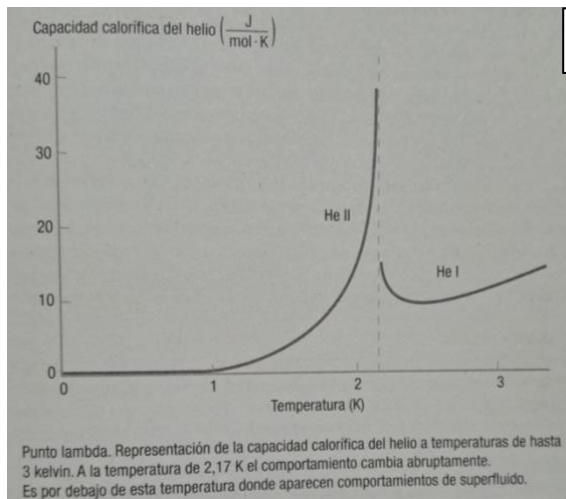 Capacidad calorífica del helio (J/mol·K)
40
30
20
10
0
He II
He I
0 1 2 3
Temperatura (K)
Punto lambda. Representación de la capacidad calorífica del helio a temperaturas de hasta
3 kelvin. A la temperatura de 2,17 K el comportamiento cambia abruptamente.
Es por debajo de esta temperatura donde aparecen comportamientos de superfluido.